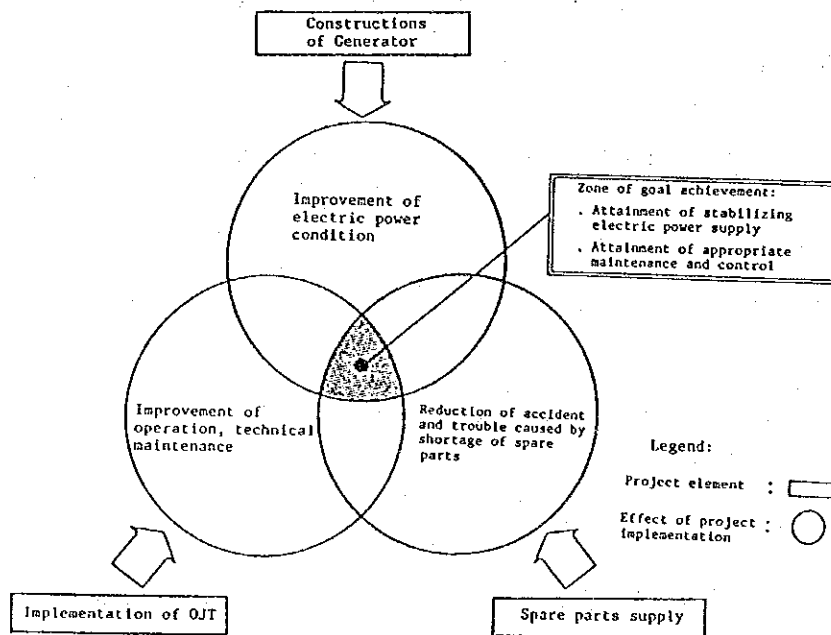 Constructions
of Generator
Improvement of
electric power
condition
Zone of goal achievement:
. Attainment of stabilizing
electric power supply
. Attainment of appropriate
maintenance and control
Improvement of
operation, technical
maintenance
Reduction of accident
and trouble caused by
shortage of spare
parts
Legend:
Project element :
Effect of project :
implementation
Implementation of OJT
Spare parts supply